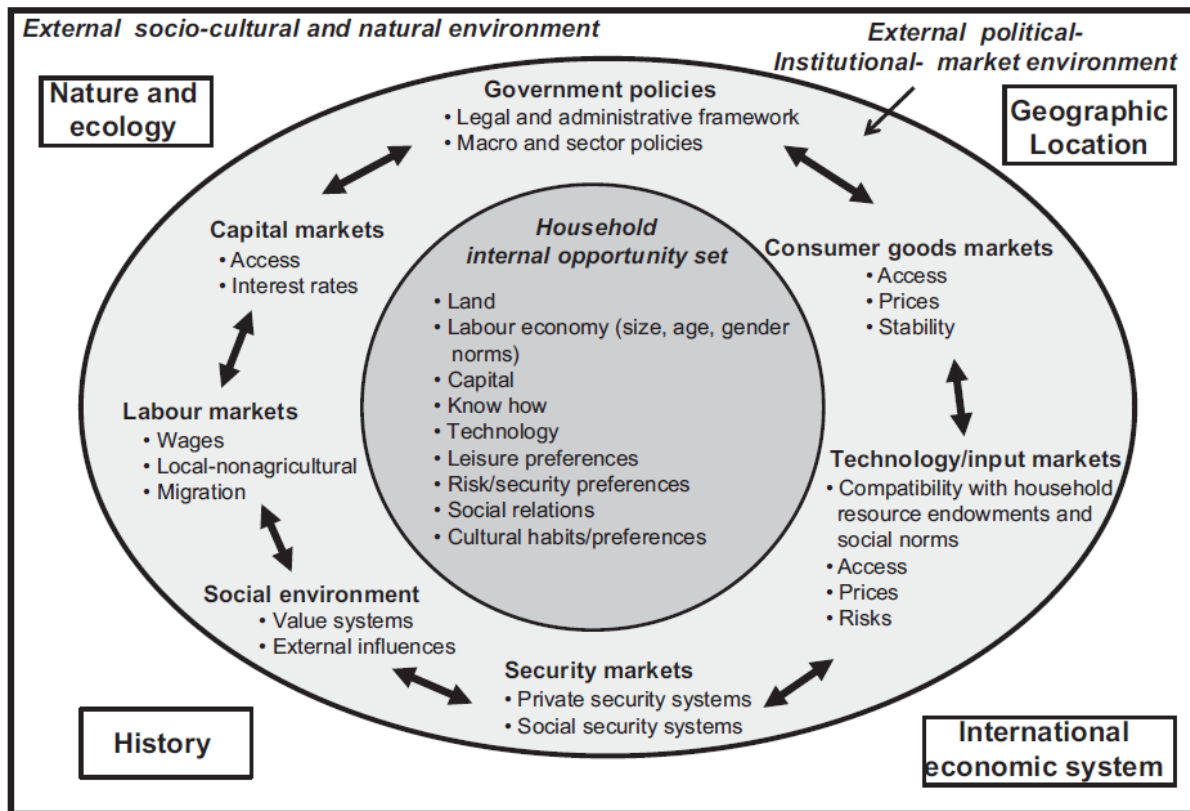 External socio-cultural and natural environment
External political-
Institutional- market environment
Nature and
ecology
Geographic
Location
Government policies
• Legal and administrative framework
• Macro and sector policies
Capital markets
• Access
• Interest rates
Household
internal opportunity set
• Land
• Labour economy (size, age, gender
norms)
• Capital
• Know how
• Technology
• Leisure preferences
• Risk/security preferences
• Social relations
• Cultural habits/preferences
Consumer goods markets
• Access
• Prices
• Stability
Labour markets
• Wages
• Local-nonagricultural
• Migration
Technology/input markets
• Compatibility with household
resource endowments and
social norms
• Access
• Prices
• Risks
Social environment
• Value systems
• External influences
Security markets
• Private security systems
• Social security systems
History
International
economic system